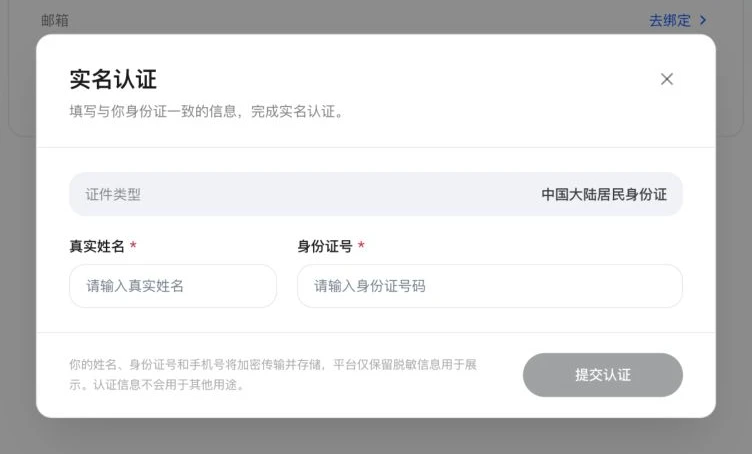 邮箱
去绑定
实名认证
填写与你身份证一致的信息，完成实名认证。
证件类型
中国大陆居民身份证
真实姓名 *
身份证号 *
请输入真实姓名
请输入身份证号码
你的姓名、身份证号和手机号将加密传输并存储，平台仅保留脱敏信息用于展
示。认证信息不会用于其他用途。
提交认证